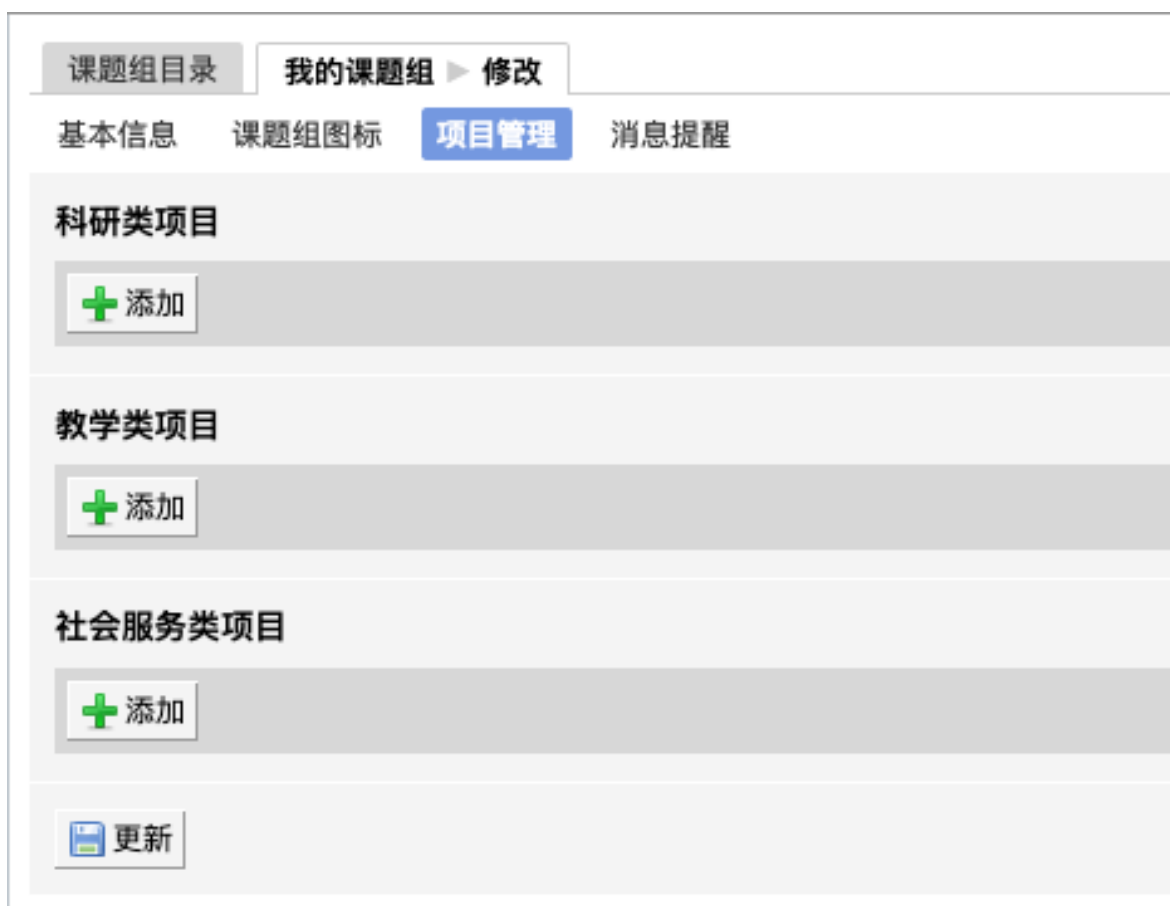 课题组目录 我的课题组 ▶ 修改
基本信息 课题组图标 项目管理 消息提醒
科研类项目
添加
教学类项目
添加
社会服务类项目
添加
更新